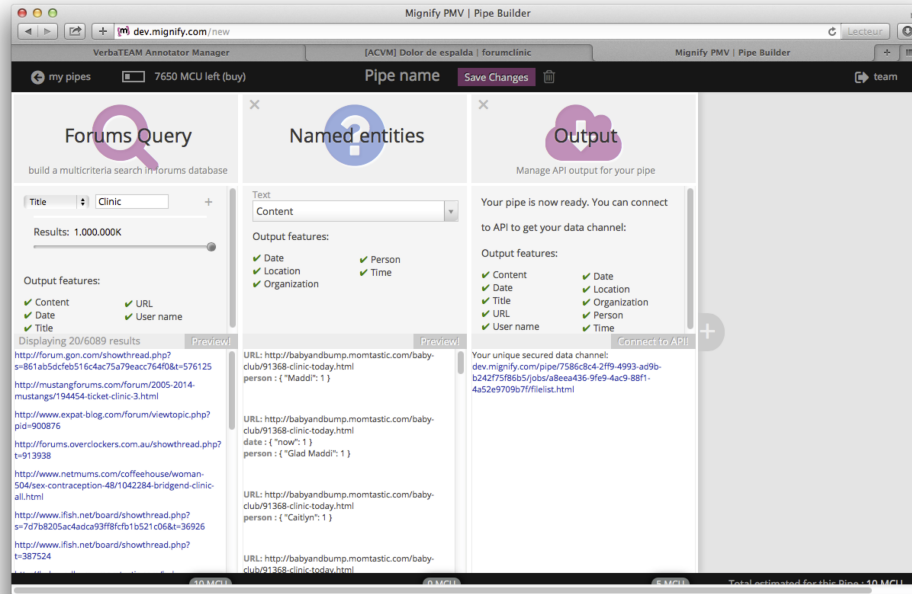 Mignify PMV | Pipe Builder
dev.mignify.com/new
Lecteur
VerbaTEAM Annotator Manager
[ACVM] Dolor de espalda | forumclinic
Mignify PMV | Pipe Builder
my pipes
7650 MCU left (buy)
Pipe name
Save Changes
team
Forums Query
build a multicriteria search in forums database
Title
Clinic
Results: 1.000.000K
Output features:
✔ Content
✔ Date
✔ Title
✔ URL
✔ User name
Displaying 20/6089 results
Preview!
http://forum.gon.com/showthread.php?
s=861ab5dcfeb516c4ac75a79eacc764f0&t=576125
http://mustangforums.com/forum/2005-2014-
mustangs/194454-ticket-clinic-3.html
http://www.expat-blog.com/forum/viewtopic.php?
pid=900876
http://forums.overclockers.com.au/showthread.php?
t=913938
http://www.netmums.com/coffeehouse/woman-
504/sex-contraception-48/1042284-bridgend-clinic-
all.html
http://www.ifish.net/board/showthread.php?
s=7d7b8205ac4adca93ff8fcfb1b521c06&t=36926
http://www.ifish.net/board/showthread.php?
t=387524
Named entities
?
Text
Content
Output features:
✔ Date
✔ Location
✔ Organization
✔ Person
✔ Time
Preview!
URL: http://babyandbump.momtastic.com/baby-
club/91368-clinic-today.html
person : { "Maddi": 1 }
URL: http://babyandbump.momtastic.com/baby-
club/91368-clinic-today.html
date : { "now": 1 }
person : { "Glad Maddi": 1 }
URL: http://babyandbump.momtastic.com/baby-
club/91368-clinic-today.html
person : { "Caitlyn": 1 }
URL: http://babyandbump.momtastic.com/baby-
club/91368-clinic-today.html
Output
Manage API output for your pipe
Your pipe is now ready. You can connect
to API to get your data channel:
Output features:
✔ Content
✔ Date
✔ Title
✔ URL
✔ User name
✔ Date
✔ Location
✔ Organization
✔ Person
✔ Time
Connect to API!
Your unique secured data channel:
dev.mignify.com/pipe/7586c8c4-2ff9-4993-ad9b-
b242f75f86b5/jobs/a8eea436-9fe9-4ac9-88f1-
4a52e9709b7f/filelist.html
10 MCU
0 MCU
5 MCU
Total estimated for this Pipe : 10 MCU